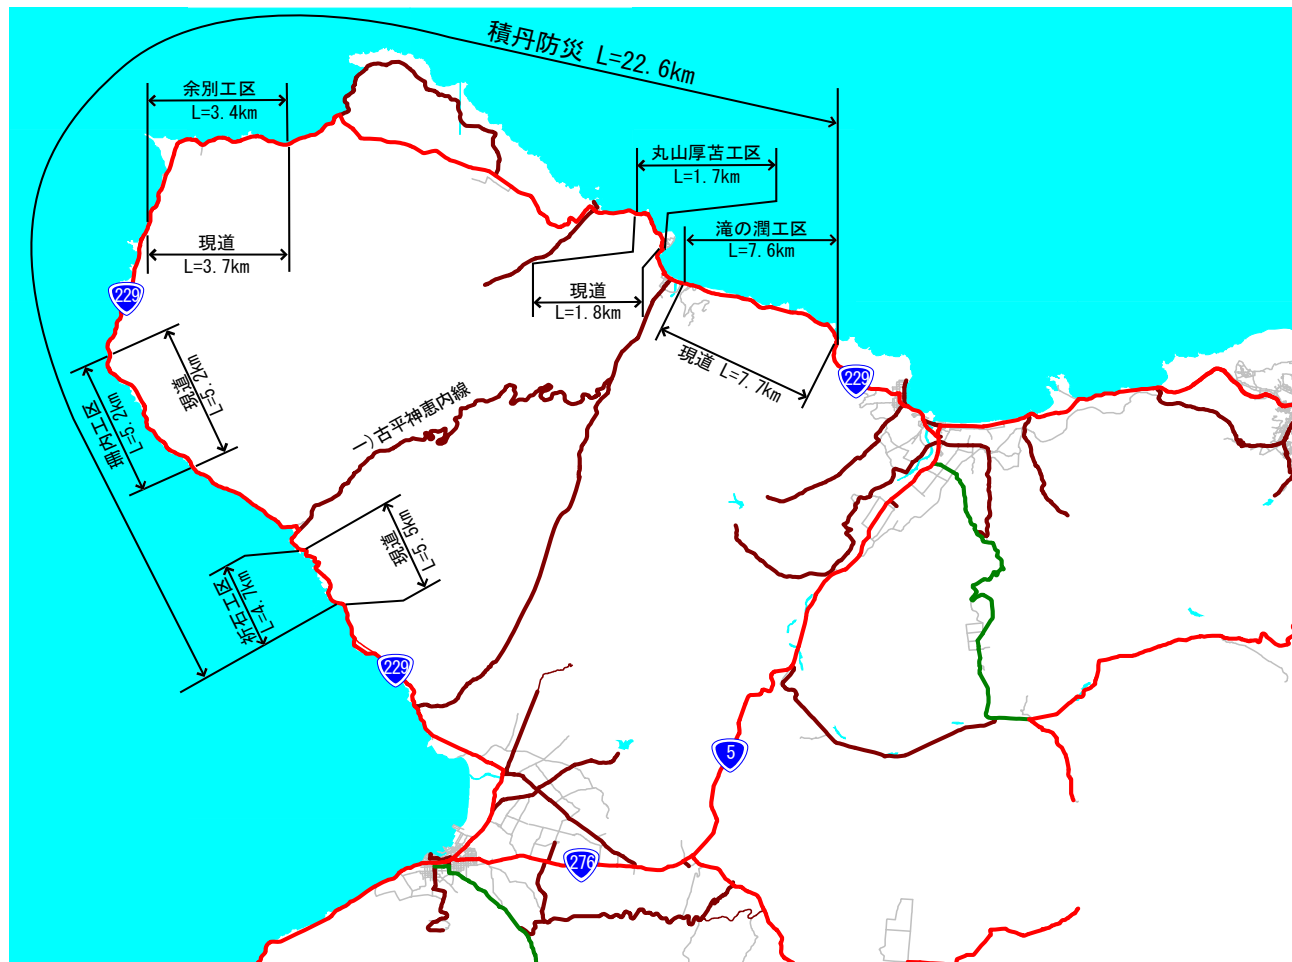 積丹防災 L=22.6km
余別工区
L=3.4km
丸山厚苫工区
L=1.7km
滝の潤工区
L=7.6km
現道
L=3.7km
現道
L=1.8km
229
現道 L=7.7km
229
現道
L=5.2km
珊内工区
L=5.2km
一)古平神恵内線
現道
L=5.5km
祈石工区
L=4.7km
229
5
276